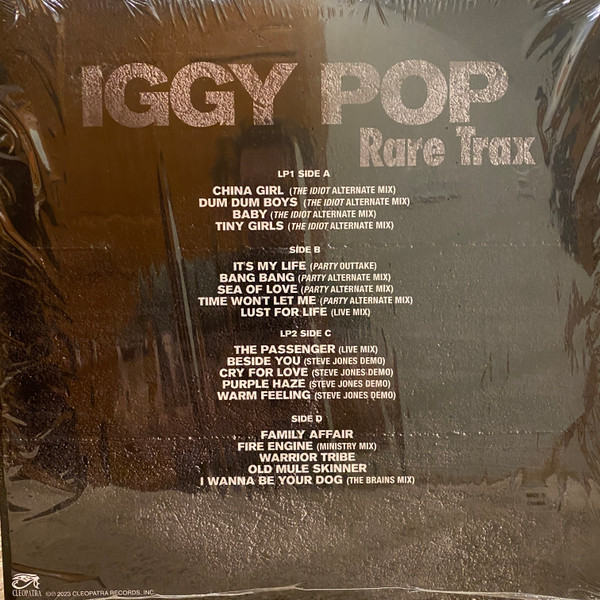 IGGY POP
Rare Trax
LP1 SIDE A
CHINA GIRL (THE IDIOT ALTERNATE MIX)
DUM DUM BOYS (THE IDIOT ALTERNATE MIX)
BABY (THE IDIOT ALTERNATE MIX)
TINY GIRLS (THE IDIOT ALTERNATE MIX)
SIDE B
IT'S MY LIFE (PARTY OUTTAKE)
BANG BANG (PARTY ALTERNATE MIX)
SEA OF LOVE (PARTY ALTERNATE MIX)
TIME WON'T LET ME (PARTY ALTERNATE MIX)
LUST FOR LIFE (LIVE MIX)
LP2 SIDE C
THE PASSENGER (LIVE MIX)
BESIDE YOU (STEVE JONES DEMO)
CRY FOR LOVE (STEVE JONES DEMO)
PURPLE HAZE (STEVE JONES DEMO)
WARM FEELING (STEVE JONES DEMO)
SIDE D
FAMILY AFFAIR
FIRE ENGINE (MINISTRY MIX)
WARRIOR TRIBE
OLD MULE SKINNER
I WANNA BE YOUR DOG (THE BRAINS MIX)
CLEOPATRA
©℗ 2023 CLEOPATRA RECORDS, INC.